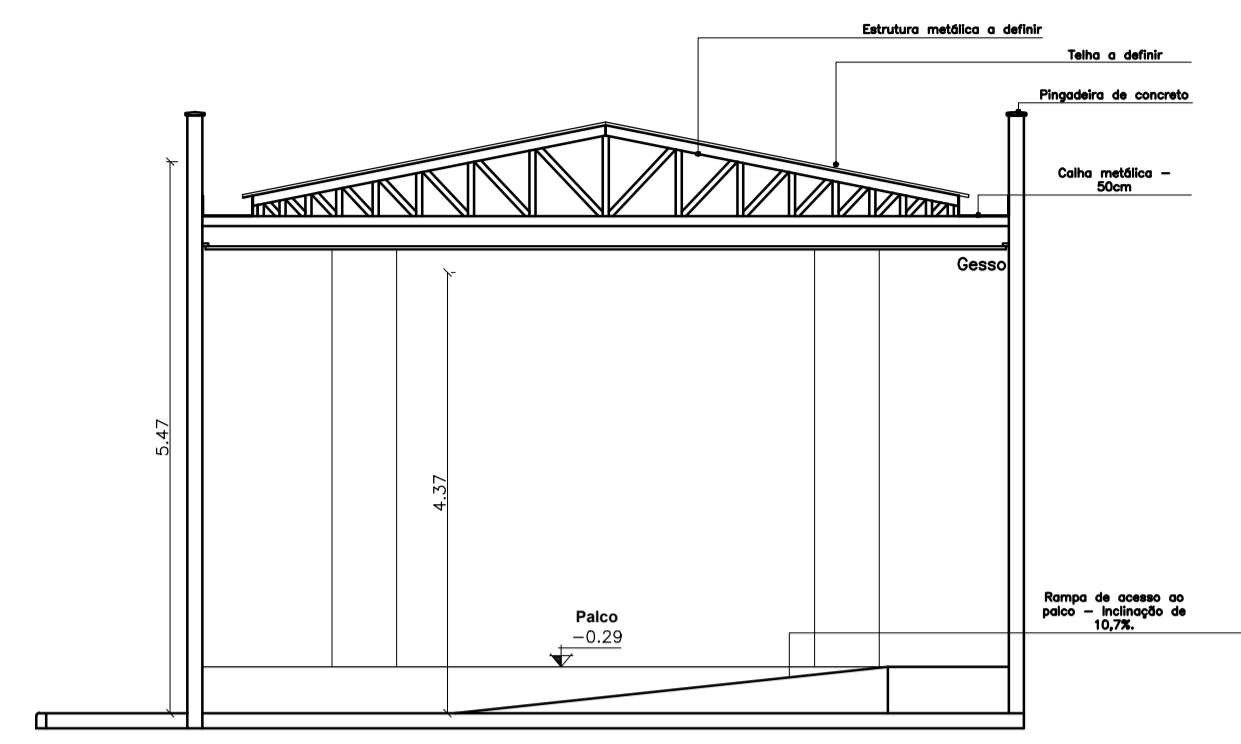 Estrutura metálica a definir
Telha a definir
Pingadeira de concreto
Calha metálica –
50cm
Gesso
5.47
4.37
Palco
−0.29
Rampa de acesso ao
palco – Inclinação de
10,7%.